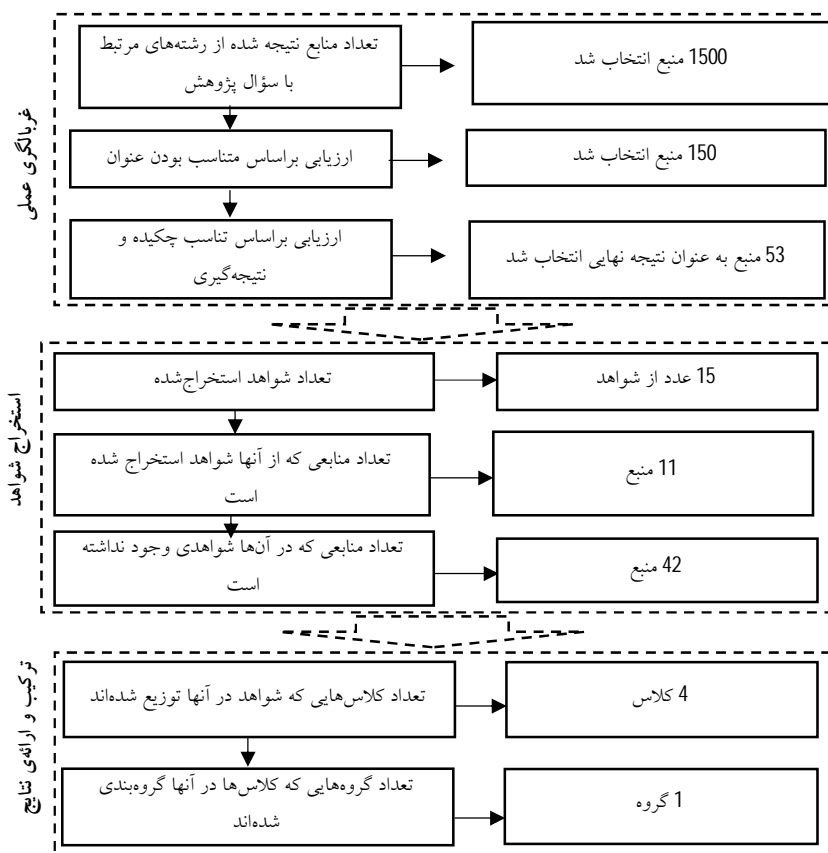 غربالگری عملی
تعداد منابع نتیجه شده از رشته‌های مرتبط
با سؤال پژوهش
1500 منبع انتخاب شد
ارزیابی براساس متناسب بودن عنوان
150 منبع انتخاب شد
ارزیابی براساس تناسب چکیده و
نتیجه‌گیری
53 منبع به عنوان نتیجه نهایی انتخاب شد
استخراج شواهد
تعداد شواهد استخراج‌شده
15 عدد از شواهد
تعداد منابعی که از آنها شواهد استخراج شده
است
11 منبع
تعداد منابعی که در آن‌ها شواهدی وجود نداشته
است
42 منبع
ترکیب و ارائه‌ی نتایج
تعداد کلاس‌هایی که شواهد در آنها توزیع شده‌اند
4 کلاس
تعداد گروه‌هایی که کلاس‌ها در آنها گروه‌بندی
شده‌اند
1 گروه